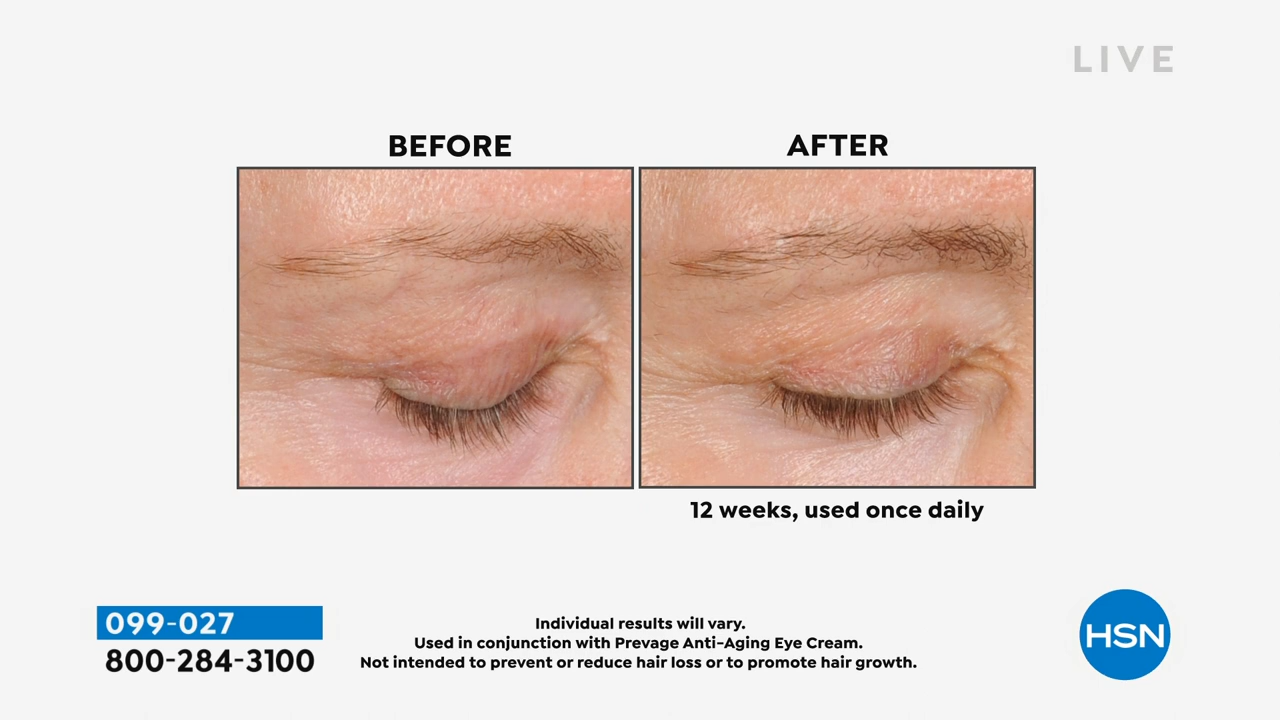 LIVE
BEFORE
AFTER
12 weeks, used once daily
099-027
800-284-3100
Individual results will vary.
Used in conjunction with Prevage Anti-Aging Eye Cream.
Not intended to prevent or reduce hair loss or to promote hair growth.
HSN